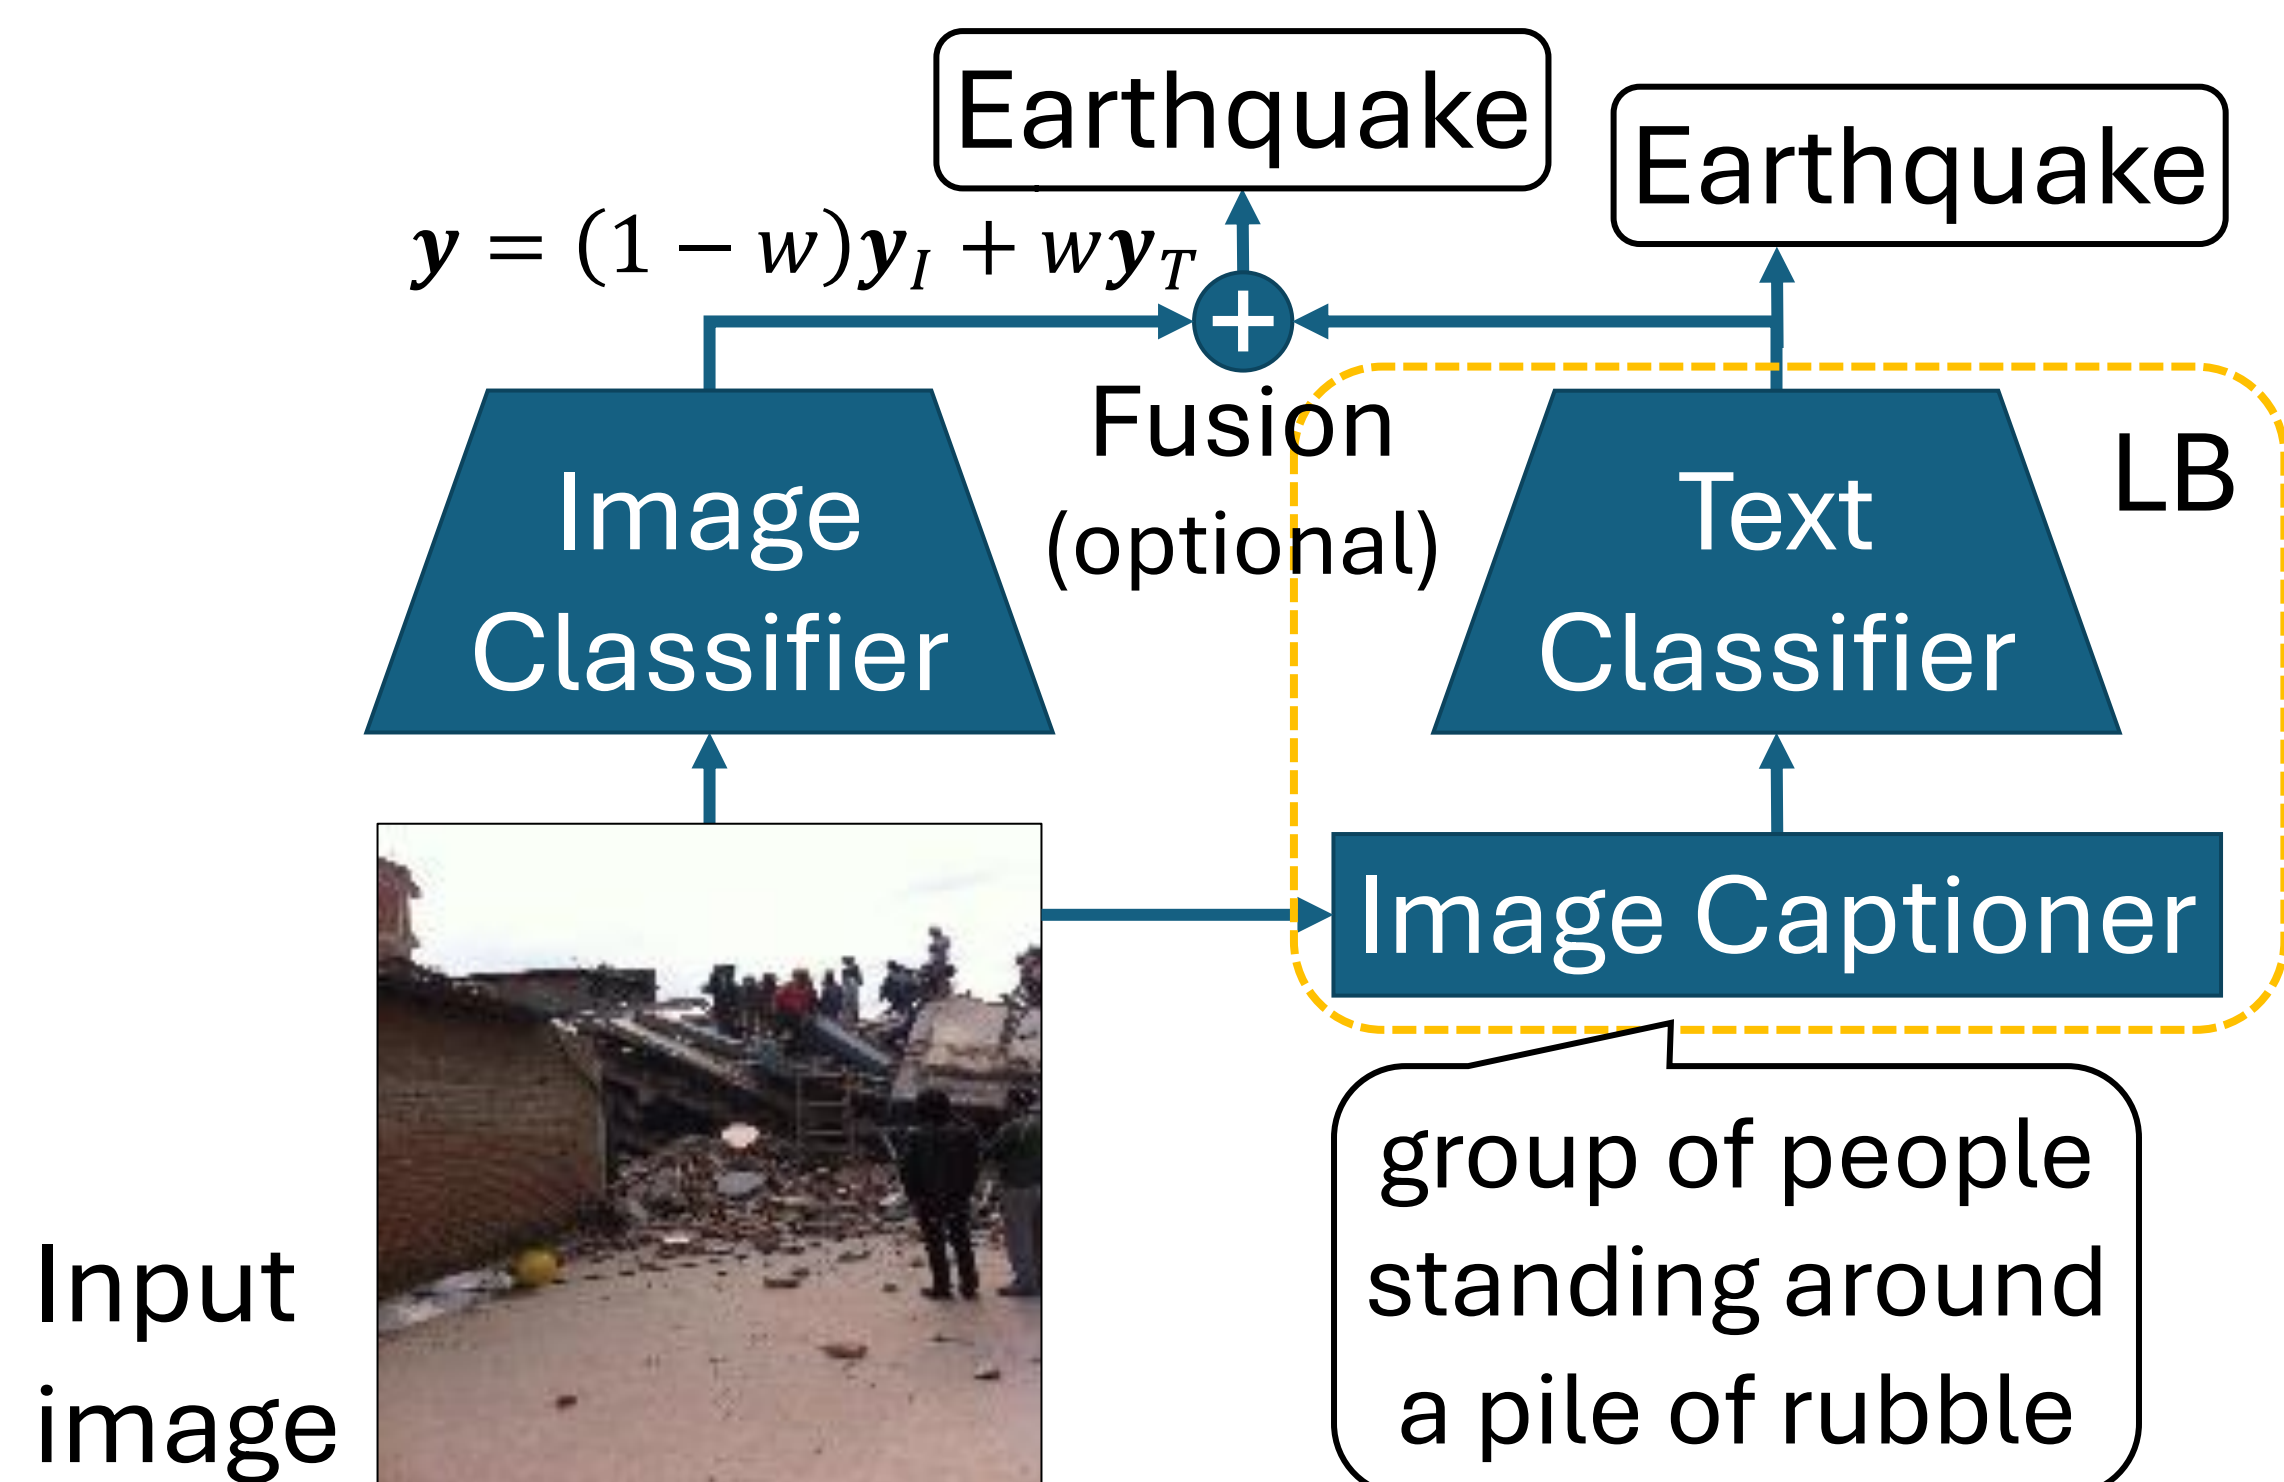 Earthquake
Earthquake
y = (1 − w)y_I + wy_T
+
Fusion
(optional)
LB
Image
Classifier
Text
Classifier
Image Captioner
group of people
standing around
a pile of rubble
Input
image